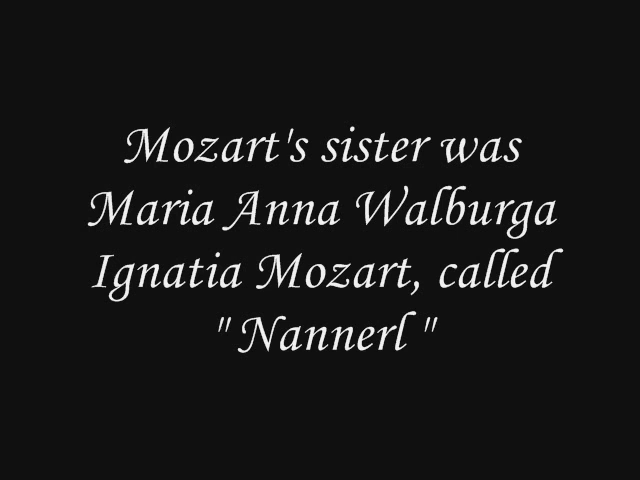 Mozart's sister was
Maria Anna Walburga
Ignatia Mozart, called
" Nannerl "